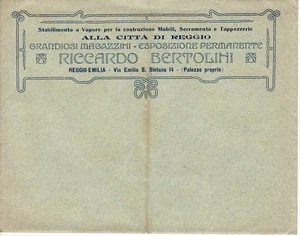 Stabilimento a Vapore per la costruzione Mobili, Serramenta e Tappezzerie
ALLA CITTÀ DI REGGIO
GRANDIOSI MAGAZZINI - ESPOSIZIONE PERMANENTE
RICCARDO BERTOLINI
REGGIO EMILIA - Via Emilia S. Stefano 14 - (Palazzo proprio)